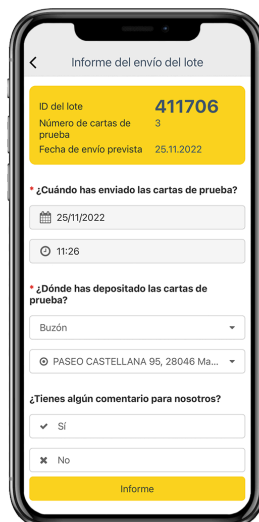 Informe del envío del lote
ID del lote 411706
Número de cartas de prueba 3
Fecha de envío prevista 25.11.2022
* ¿Cuándo has enviado las cartas de prueba?
25/11/2022
11:26
* ¿Dónde has depositado las cartas de
prueba?
Buzón
PASEO CASTELLANA 95, 28046 Ma...
¿Tienes algún comentario para nosotros?
Sí
No
Informe